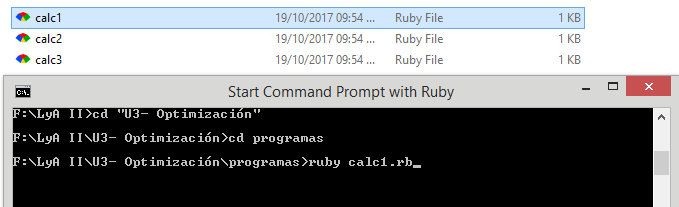 calc1 19/10/2017 09:54 ... Ruby File 1 KB
calc2 19/10/2017 09:54 ... Ruby File 1 KB
calc3 19/10/2017 09:54 ... Ruby File 1 KB
C:\. Start Command Prompt with Ruby
F:\LyA II>cd "U3- Optimización"
F:\LyA II\U3- Optimización>cd programas
F:\LyA II\U3- Optimización\programas>ruby calc1.rb_